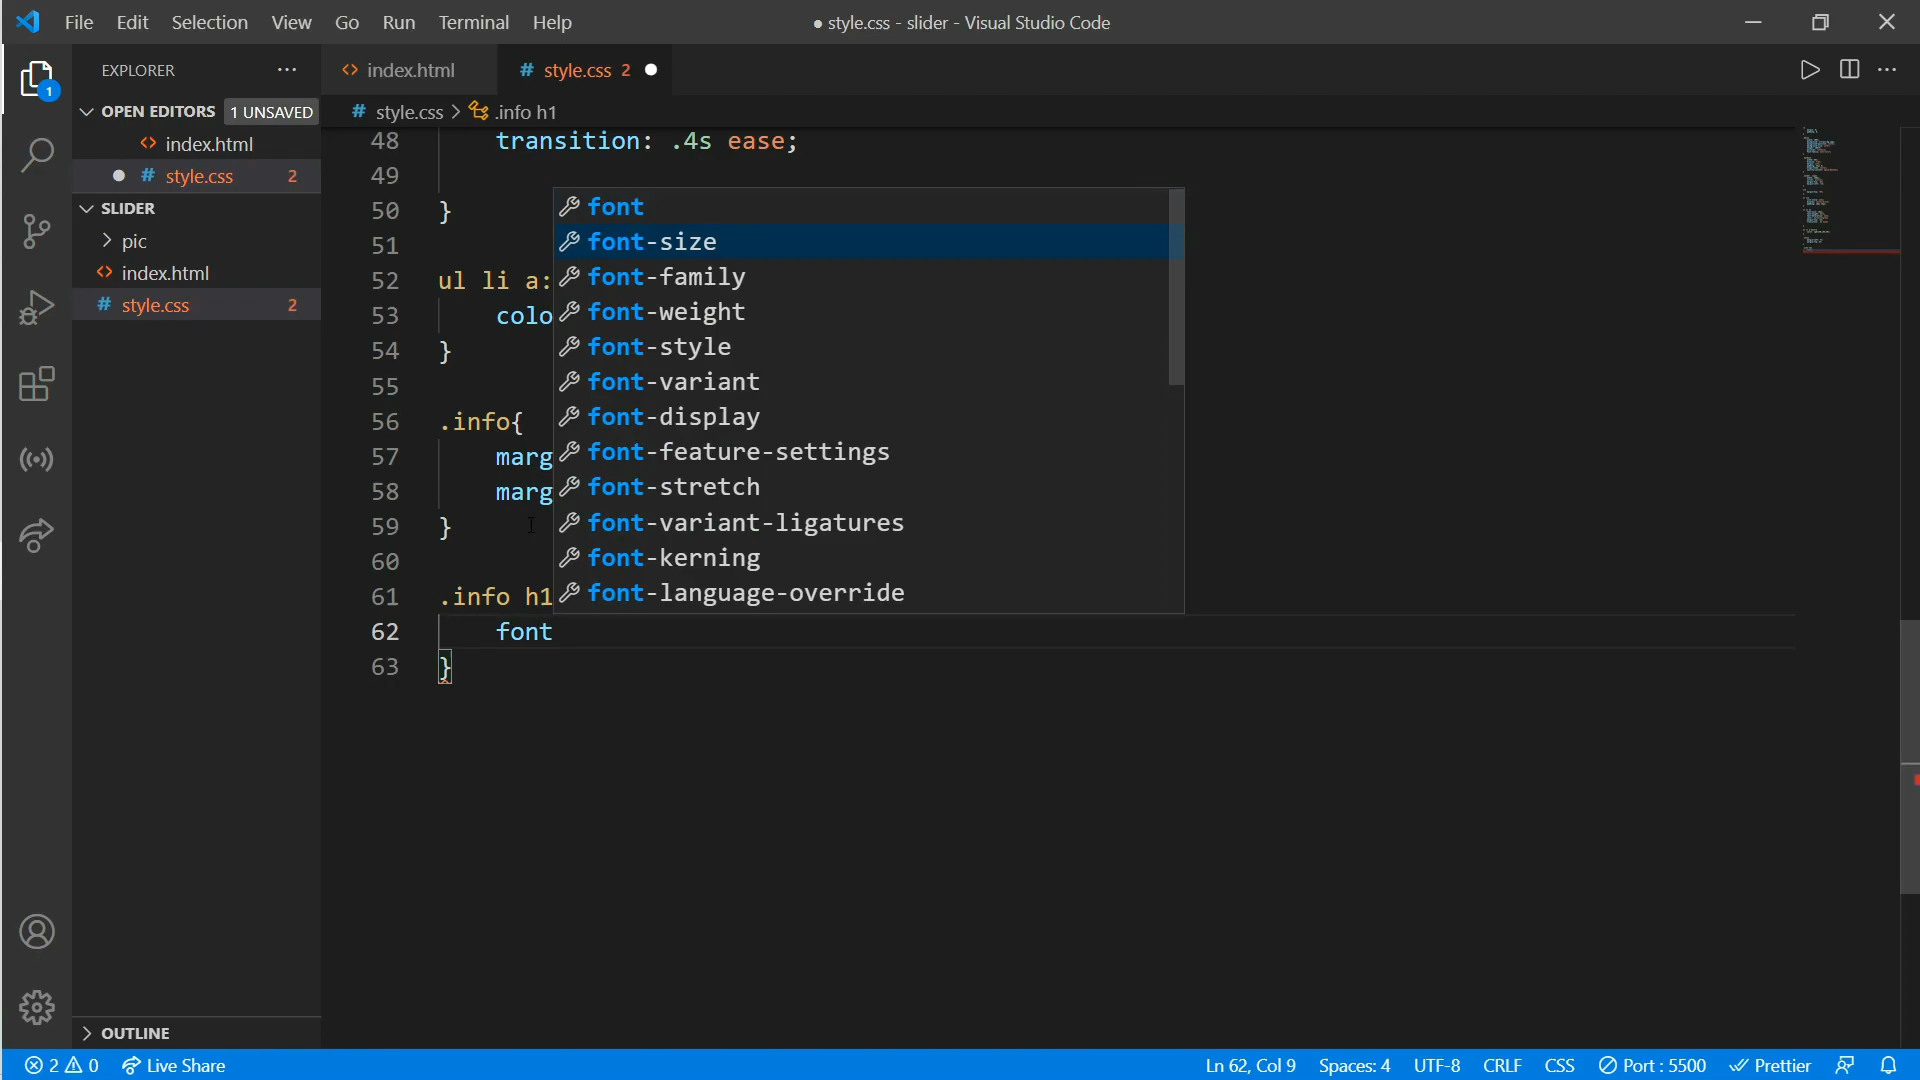 File Edit Selection View Go Run Terminal Help
● style.css - slider - Visual Studio Code
EXPLORER
OPEN EDITORS 1 UNSAVED
index.html
# style.css 2
SLIDER
pic
index.html
# style.css 2
OUTLINE
1
index.html
# style.css 2
# style.css > .info h1
48 transition: .4s ease;
49
50 }
51
52 ul li a:
53 colo
54 }
55
56 .info{
57 marg
58 marg
59 }
60
61 .info h1
62 font
63 }
font
font-size
font-family
font-weight
font-style
font-variant
font-display
font-feature-settings
font-stretch
font-variant-ligatures
font-kerning
font-language-override
2 0 Live Share
Ln 62, Col 9 Spaces: 4 UTF-8 CRLF CSS Port : 5500 Prettier